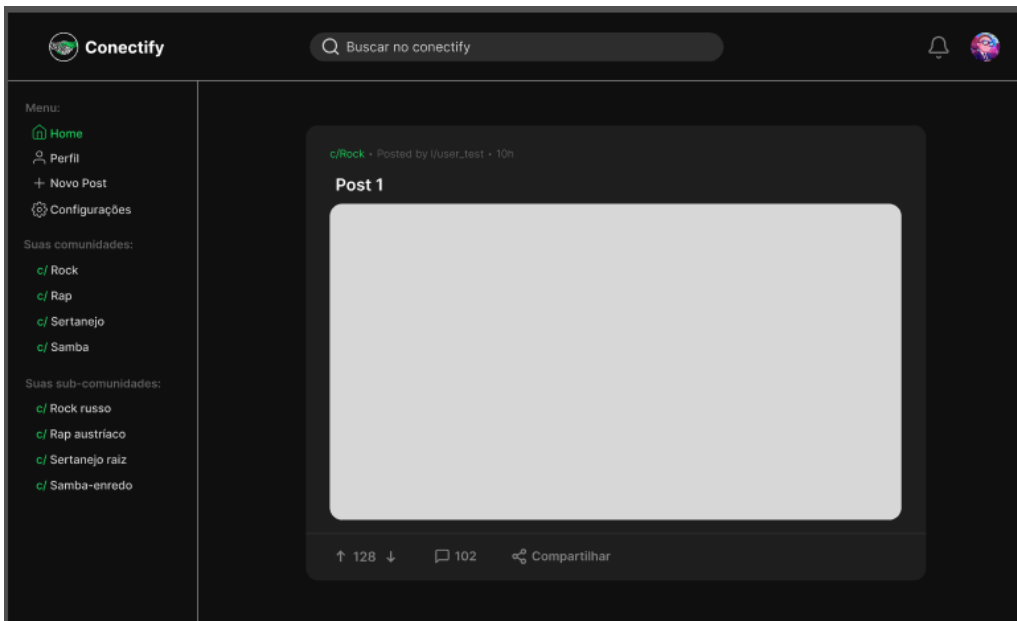 Conectify
Buscar no conectify
Menu:
Home
Perfil
Novo Post
Configurações
Suas comunidades:
c/ Rock
c/ Rap
c/ Sertanejo
c/ Samba
Suas sub-comunidades:
c/ Rock russo
c/ Rap austríaco
c/ Sertanejo raiz
c/ Samba-enredo
c/Rock • Posted by l/user_test • 10h
Post 1
128
102
Compartilhar